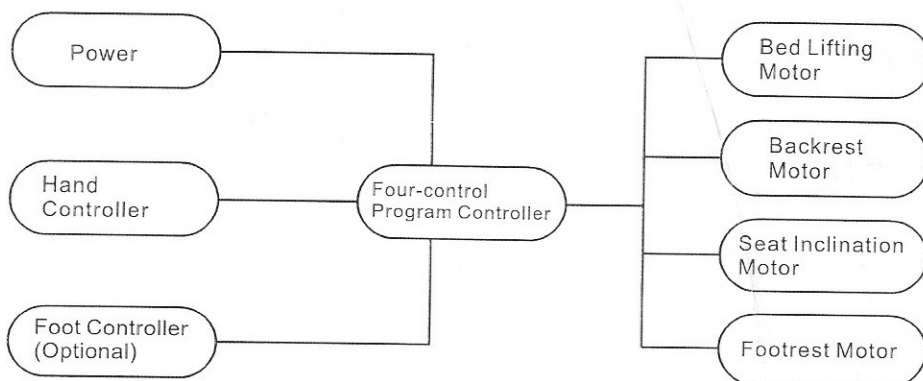 Power
Hand
Controller
Foot Controller
(Optional)
Four-control
Program Controller
Bed Lifting
Motor
Backrest
Motor
Seat Inclination
Motor
Footrest Motor